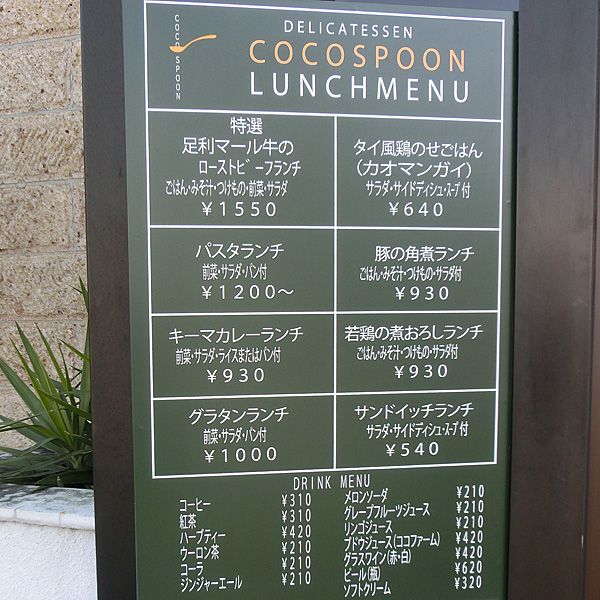 COCOSPOON
DELICATESSEN
COCOSPOON
LUNCHMENU
特選
足利マール牛の
ローストビーフランチ
ごはん・みそ汁・つけもの・前菜・サラダ
¥1550
タイ風鶏のせごはん
(カオマンガイ)
サラダ・サイドディシュ・スープ付
¥640
パスタランチ
前菜・サラダ・パン付
¥1200〜
豚の角煮ランチ
ごはん・みそ汁・つけもの・サラダ付
¥930
キーマカレーランチ
前菜・サラダ・ライスまたはパン付
¥930
若鶏の煮おろしランチ
ごはん・みそ汁・つけもの・サラダ付
¥930
グラタンランチ
前菜・サラダ・パン付
¥1000
サンドイッチランチ
サラダ・サイドディシュ・スープ付
¥540
DRINK MENU
コーヒー ¥310
紅茶 ¥310
ハーブティー ¥420
ウーロン茶 ¥210
コーラ ¥210
ジンジャーエール ¥210
メロンソーダ ¥210
グレープフルーツジュース ¥210
リンゴジュース ¥210
ブドウジュース(ココファーム) ¥420
グラスワイン(赤・白) ¥420
ビール(瓶) ¥620
ソフトクリーム ¥320